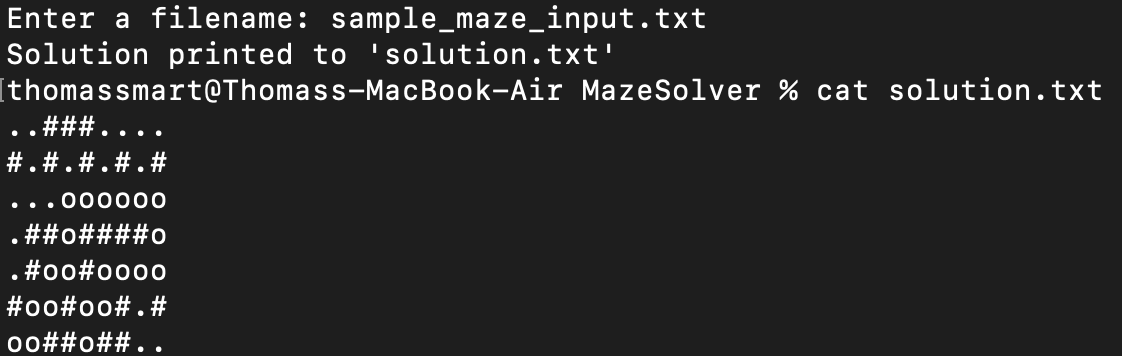 Enter a filename: sample_maze_input.txt
Solution printed to 'solution.txt'
thomassmart@Thomass-MacBook-Air MazeSolver % cat solution.txt
..###....
#.#.#.#.#
...oooooo
.##o####o
.#oo#oooo
#oo#oo#.#
oo##o##..